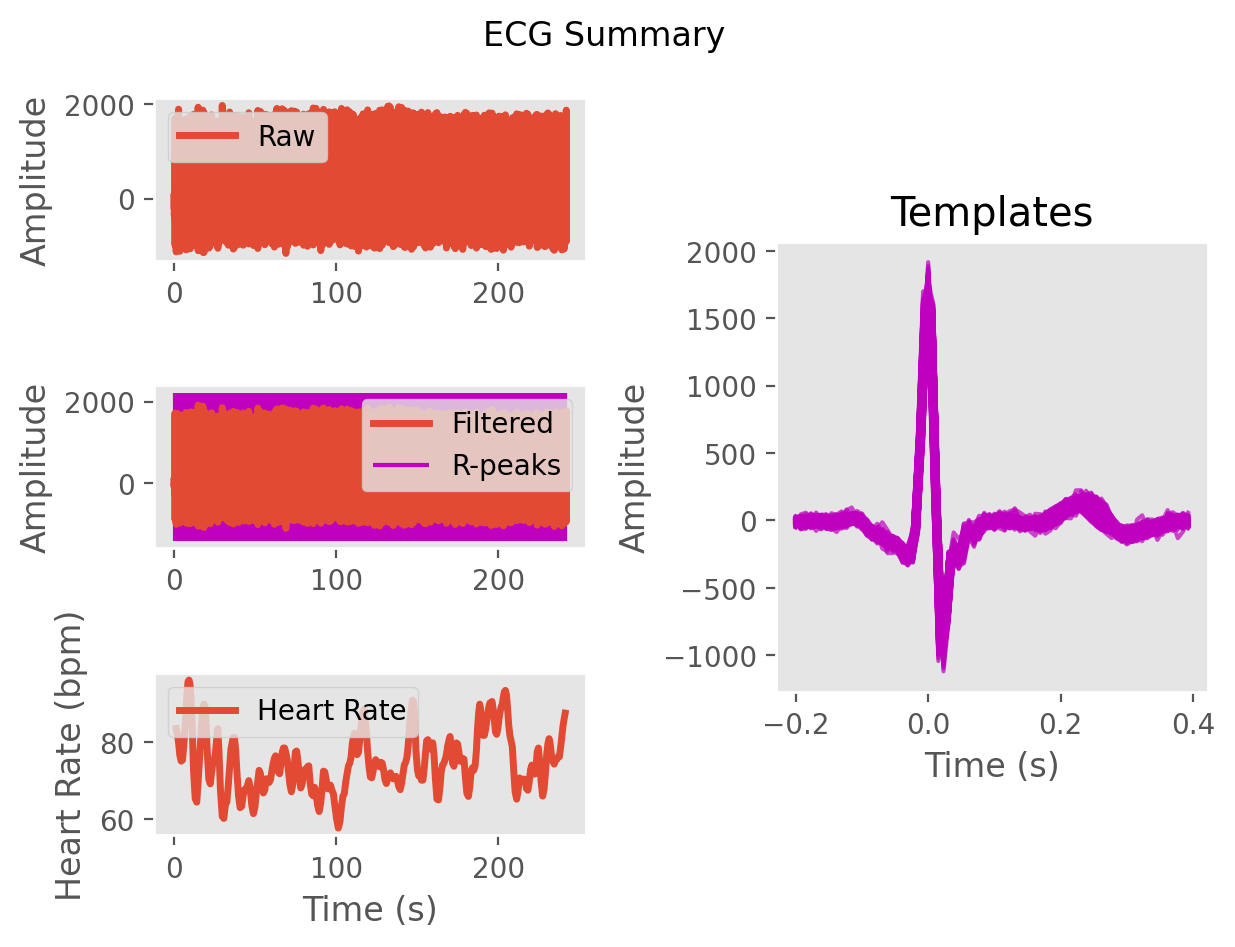 ECG Summary
Amplitude
2000
0
Raw
0
100
200
Amplitude
2000
0
Filtered
R-peaks
0
100
200
Heart Rate (bpm)
80
60
Heart Rate
0
100
200
Time (s)
Templates
Amplitude
2000
1500
1000
500
0
−500
−1000
−0.2
0.0
0.2
0.4
Time (s)